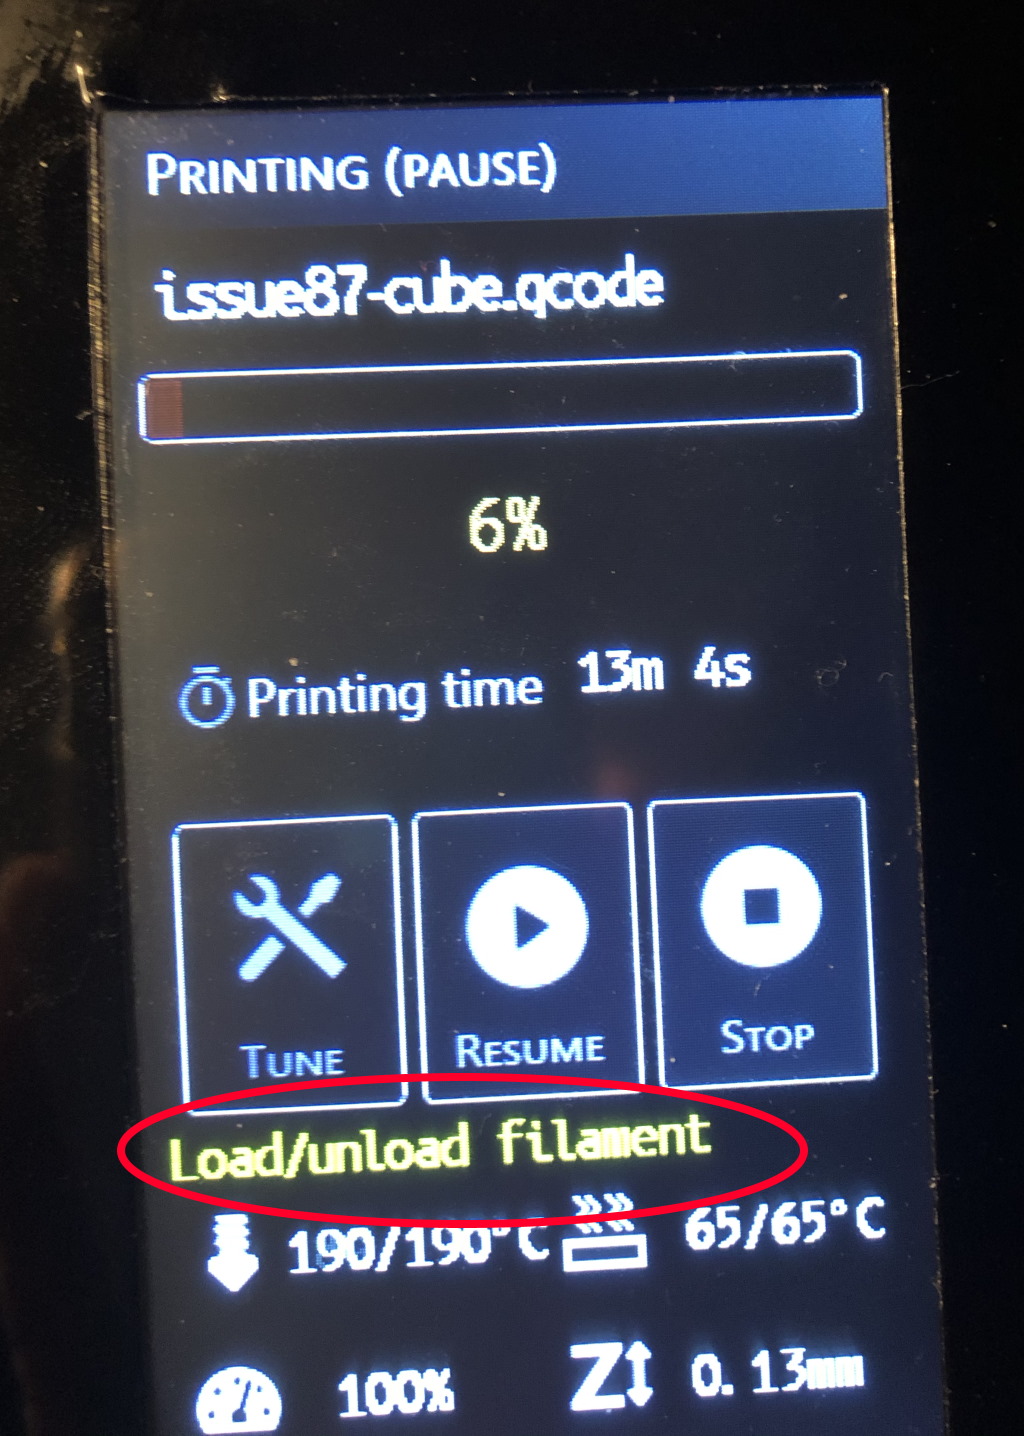 PRINTING (PAUSE)
issue87-cube.gcode
6%
Printing time 13m 4s
TUNE RESUME STOP
Load/unload filament
190/190°C 65/65°C
100% Z 0.13mm